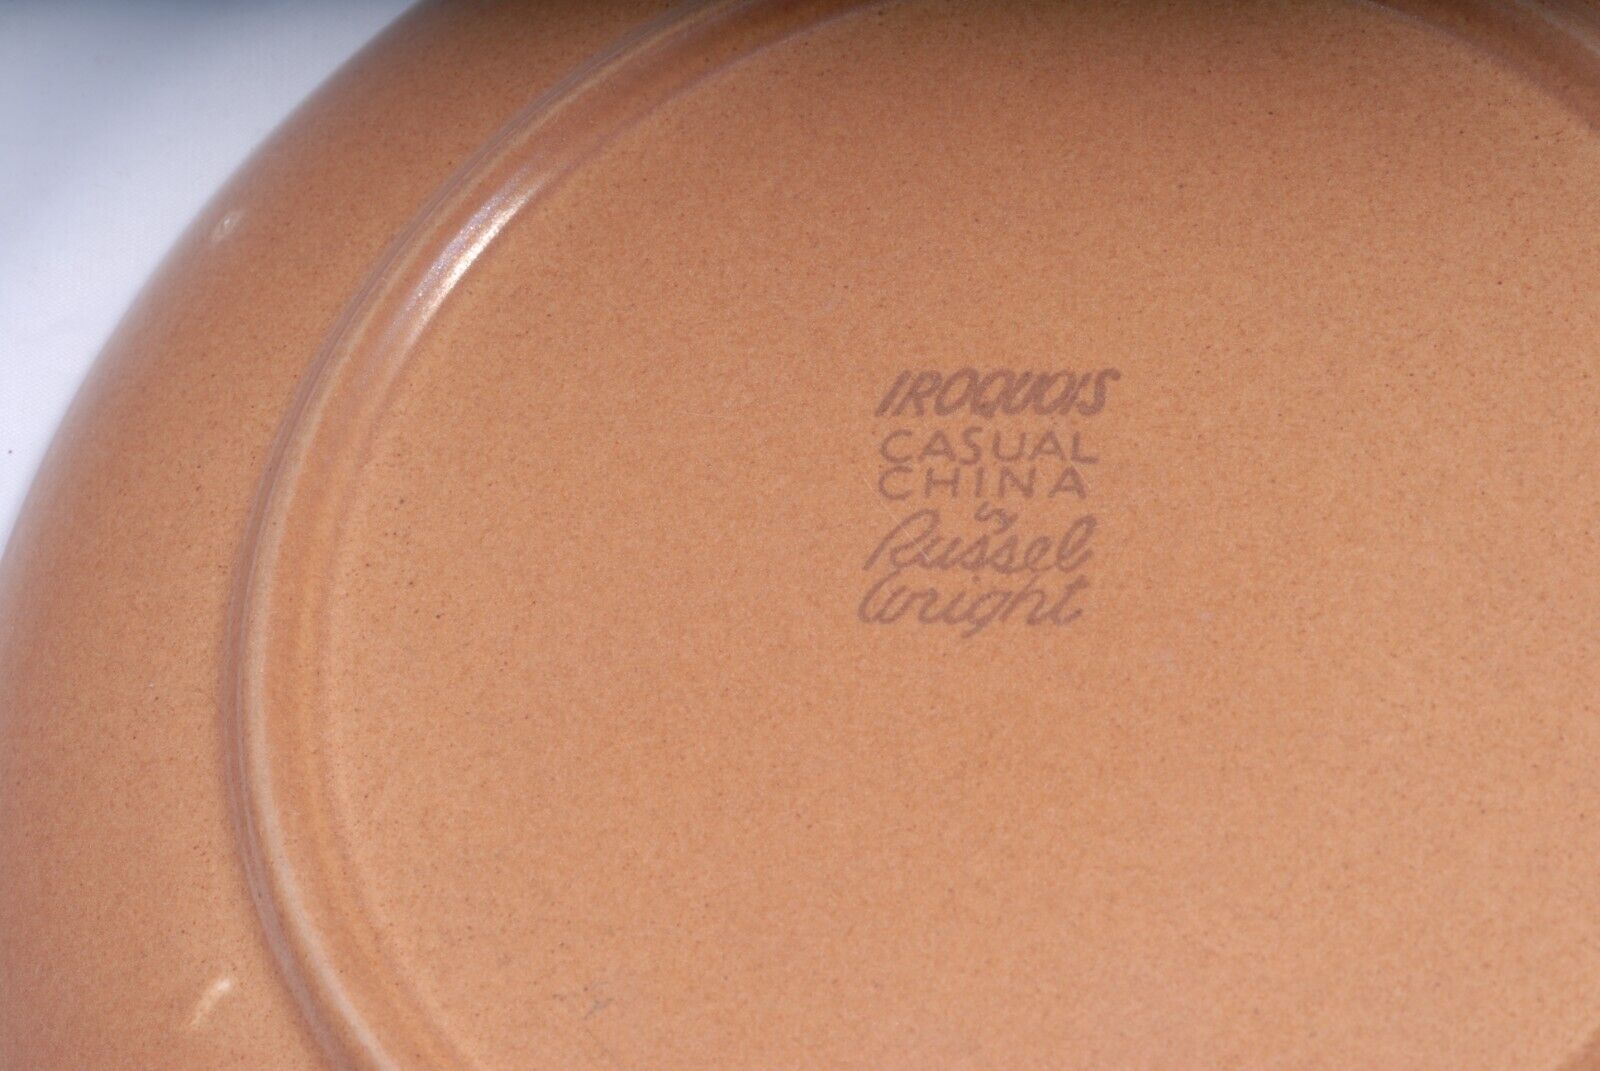 IROQUOIS
CASUAL
CHINA
by
Russel
Wright